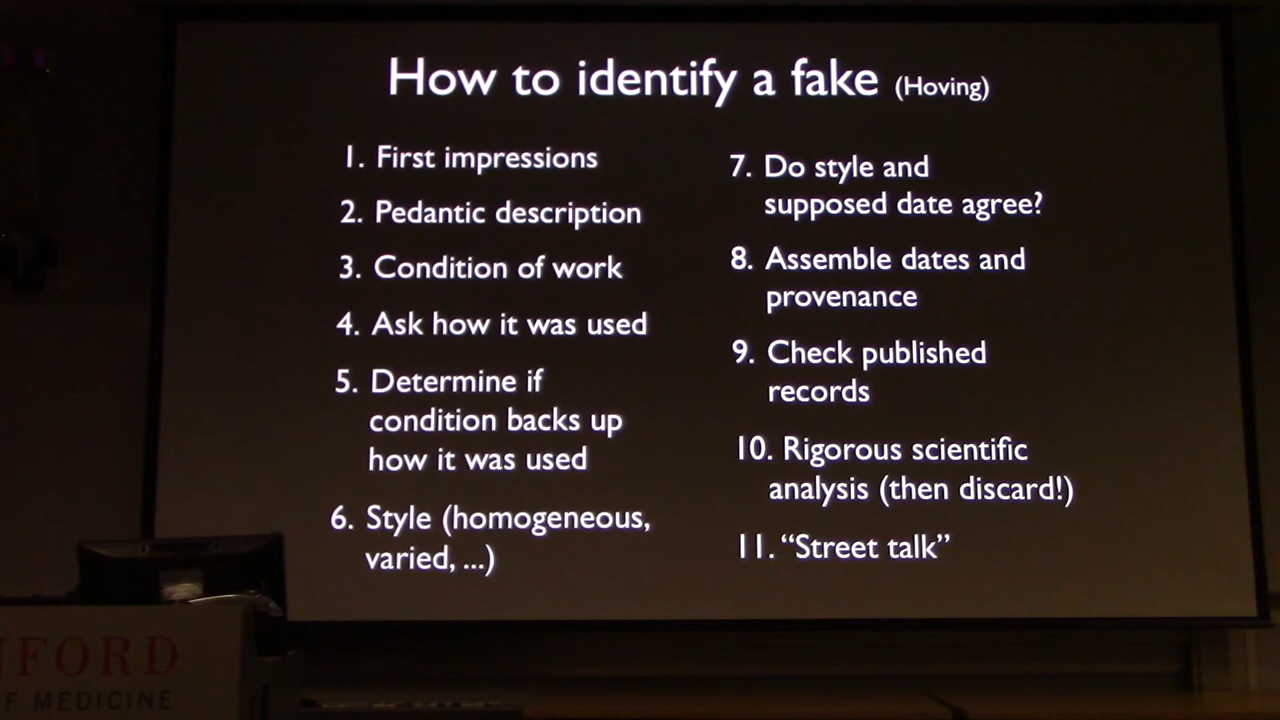 How to identify a fake (Hoving)
1. First impressions
2. Pedantic description
3. Condition of work
4. Ask how it was used
5. Determine if
condition backs up
how it was used
6. Style (homogeneous,
varied, ...)
7. Do style and
supposed date agree?
8. Assemble dates and
provenance
9. Check published
records
10. Rigorous scientific
analysis (then discard!)
11. “Street talk”
NFORD
F MEDICINE